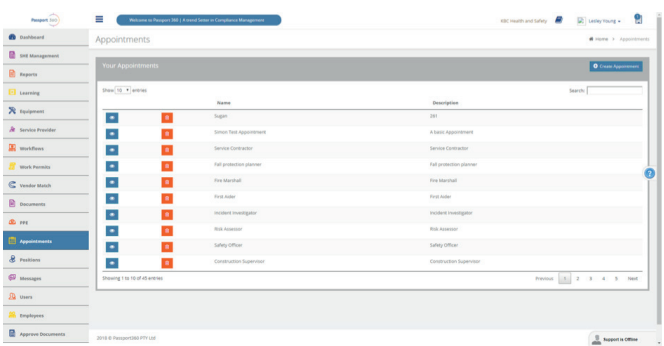 Passport 360
Welcome to Passport 360 | A trend Setter in Compliance Management
ABC Health and Safety
Lesley Young
Dashboard
Appointments
Home > Appointments
SHE Management
Your Appointments
Create Appointment
Reports
Learning
Show 10 entries
Search:
Name Description
Equipment
Sugan 261
Service Provider
Simon Test Appointment A basic Appointment
Workflows
Service Contractor Service Contractor
Work Permits
Fall protection planner Fall protection planner
Vendor Match
Fire Marshall Fire Marshall
Documents
First Aider First Aider
PPE
Incident Investigator Incident Investigator
Risk Assessor Risk Assessor
Appointments
Safety Officer Safety Officer
Positions
Construction Supervisor Construction Supervisor
Messages
Showing 1 to 10 of 45 entries
Previous 1 2 3 4 5 Next
Users
Employees
Approve Documents
2018 © Passport360 PTY Ltd
Support is Offline